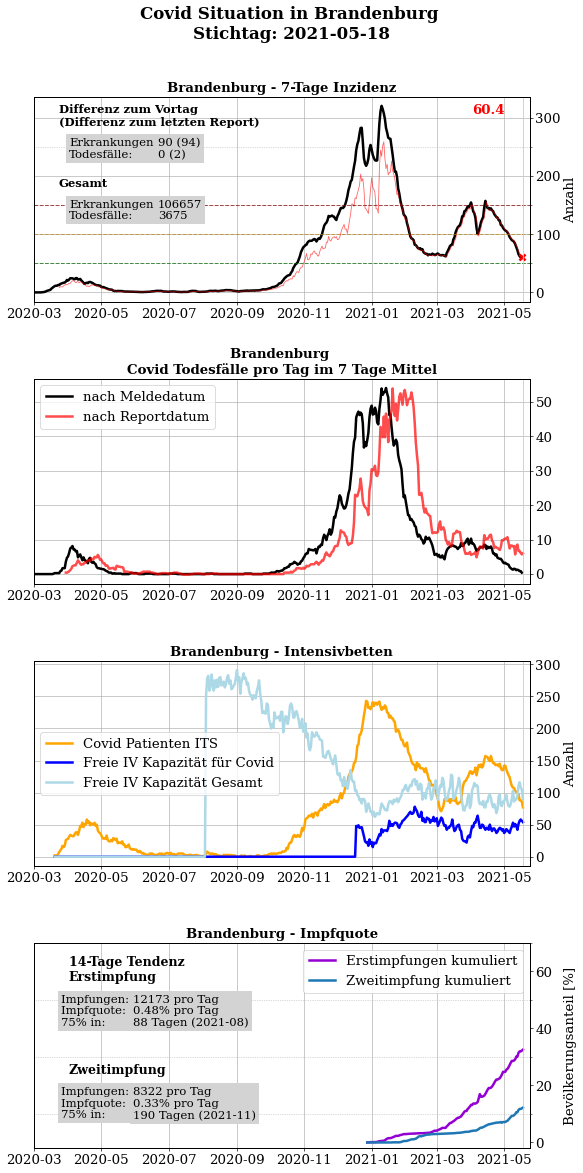 Covid Situation in Brandenburg
Stichtag: 2021-05-18
Brandenburg - 7-Tage Inzidenz
Differenz zum Vortag
(Differenz zum letzten Report)
Erkrankungen 90 (94)
Todesfälle: 0 (2)
Gesamt
Erkrankungen 106657
Todesfälle: 3675
60.4
300
200
100
0
Anzahl
2020-03 2020-05 2020-07 2020-09 2020-11 2021-01 2021-03 2021-05
Brandenburg
Covid Todesfälle pro Tag im 7 Tage Mittel
nach Meldedatum
nach Reportdatum
50
40
30
20
10
0
2020-03 2020-05 2020-07 2020-09 2020-11 2021-01 2021-03 2021-05
Brandenburg - Intensivbetten
Covid Patienten ITS
Freie IV Kapazität für Covid
Freie IV Kapazität Gesamt
300
250
200
150
100
50
0
Anzahl
2020-03 2020-05 2020-07 2020-09 2020-11 2021-01 2021-03 2021-05
Brandenburg - Impfquote
14-Tage Tendenz
Erstimpfung
Impfungen: 12173 pro Tag
Impfquote: 0.48% pro Tag
75% in: 88 Tagen (2021-08)
Zweitimpfung
Impfungen: 8322 pro Tag
Impfquote: 0.33% pro Tag
75% in: 190 Tagen (2021-11)
Erstimpfungen kumuliert
Zweitimpfung kumuliert
60
40
20
0
Bevölkerungsanteil [%]
2020-03 2020-05 2020-07 2020-09 2020-11 2021-01 2021-03 2021-05